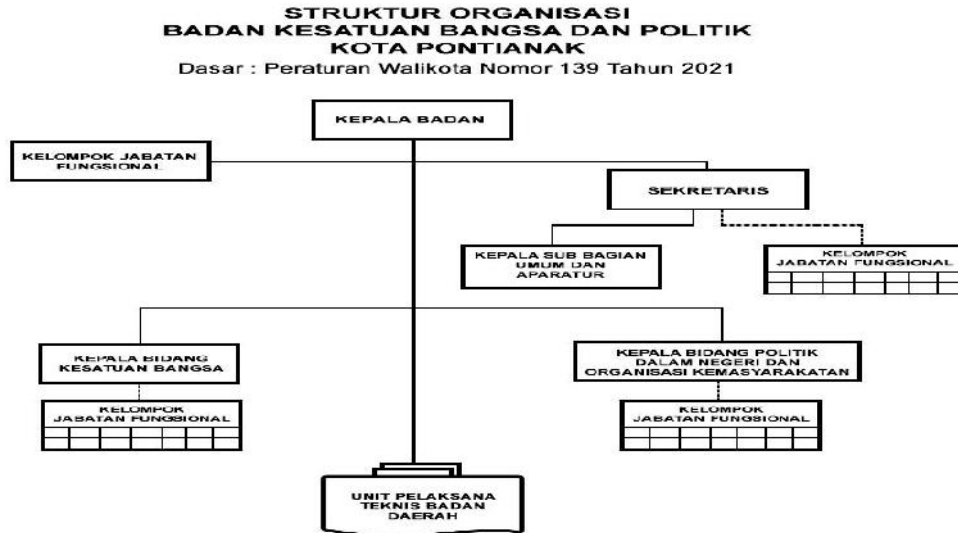 STRUKTUR ORGANISASI
BADAN KESATUAN BANGSA DAN POLITIK
KOTA PONTIANAK
Dasar : Peraturan Walikota Nomor 139 Tahun 2021
KEPALA BADAN
KELOMPOK JABATAN
FUNGSIONAL
SEKRETARIS
KEPALA SUB BAGIAN
UMUM DAN
APARATUR
KELOMPOK
JABATAN FUNGSIONAL
KEPALA BIDANG
KESATUAN BANGSA
KELOMPOK
JABATAN FUNGSIONAL
KEPALA BIDANG POLITIK
DALAM NEGERI DAN
ORGANISASI KEMASYARAKATAN
KELOMPOK
JABATAN FUNGSIONAL
UNIT PELAKSANA
TEKNIS BADAN
DAERAH